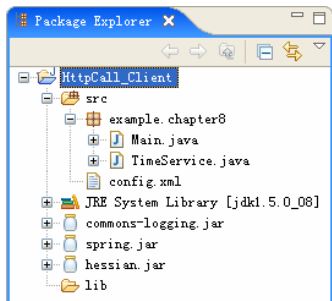 Package Explorer
HttpCall_Client
src
example.chapter8
Main.java
TimeService.java
config.xml
JRE System Library [jdk1.5.0_08]
commons-logging.jar
spring.jar
hessian.jar
lib